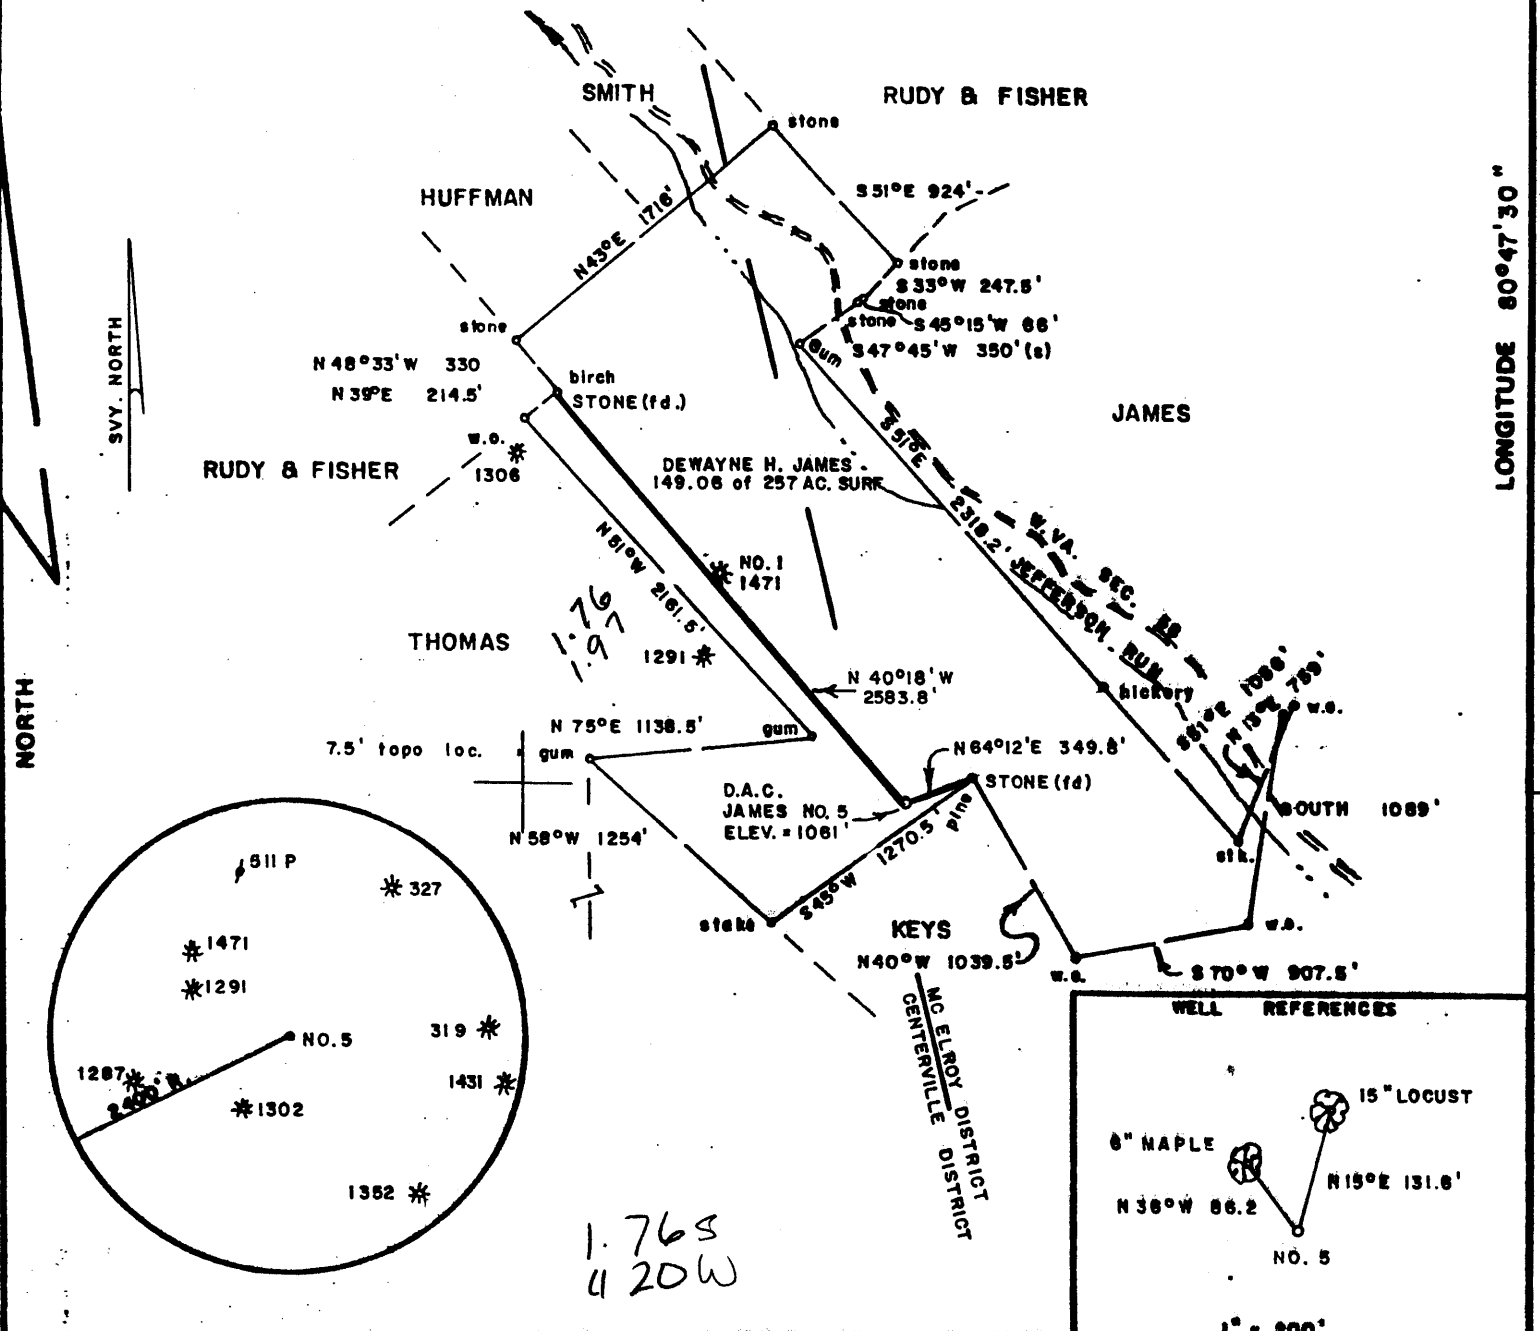 SMITH
RUDY & FISHER
stone
HUFFMAN
S51°E 924'
N43°E 1716'
stone
S33°W 247.5'
stone
stone
S45°15'W 66'
S47°45'W 350'(s)
Gum
stone
N48°33'W 330
N39°E 214.5'
birch
STONE(fd.)
JAMES
LONGITUDE 80°47'30"
SVY. NORTH
w.o.
1306
RUDY & FISHER
DEWAYNE H. JAMES
149.06 of 257 AC. SURF
S51°E 2318.2'
W. VA. SEC.
JEFFERSON RUN
NO. 1
1471
N51°W 2161.5'
THOMAS
1.76
1.97
1291
N 40°18' W
2583.8'
hickory
S51°E 1086'
N13°E 759'
w.o.
NORTH
N 75°E 1138.5'
gum
gum
7.5' topo loc.
N64°12'E 349.8'
STONE(fd)
pine
D.A.C.
JAMES NO. 5
ELEV. = 1061'
SOUTH 1089'
N58°W 1254'
S45°W 1270.5'
stk.
stake
KEYS
N40°W 1039.5'
w.o.
w.o.
S70°W 907.5'
MC ELROY DISTRICT
CENTERVILLE DISTRICT
511 P
327
1471
1291
NO. 5
319
1287
2400' R.
1431
1302
1352
1.76S
4 20W
WELL REFERENCES
15" LOCUST
6" MAPLE
N15°E 131.6'
N36°W 86.2
NO. 5